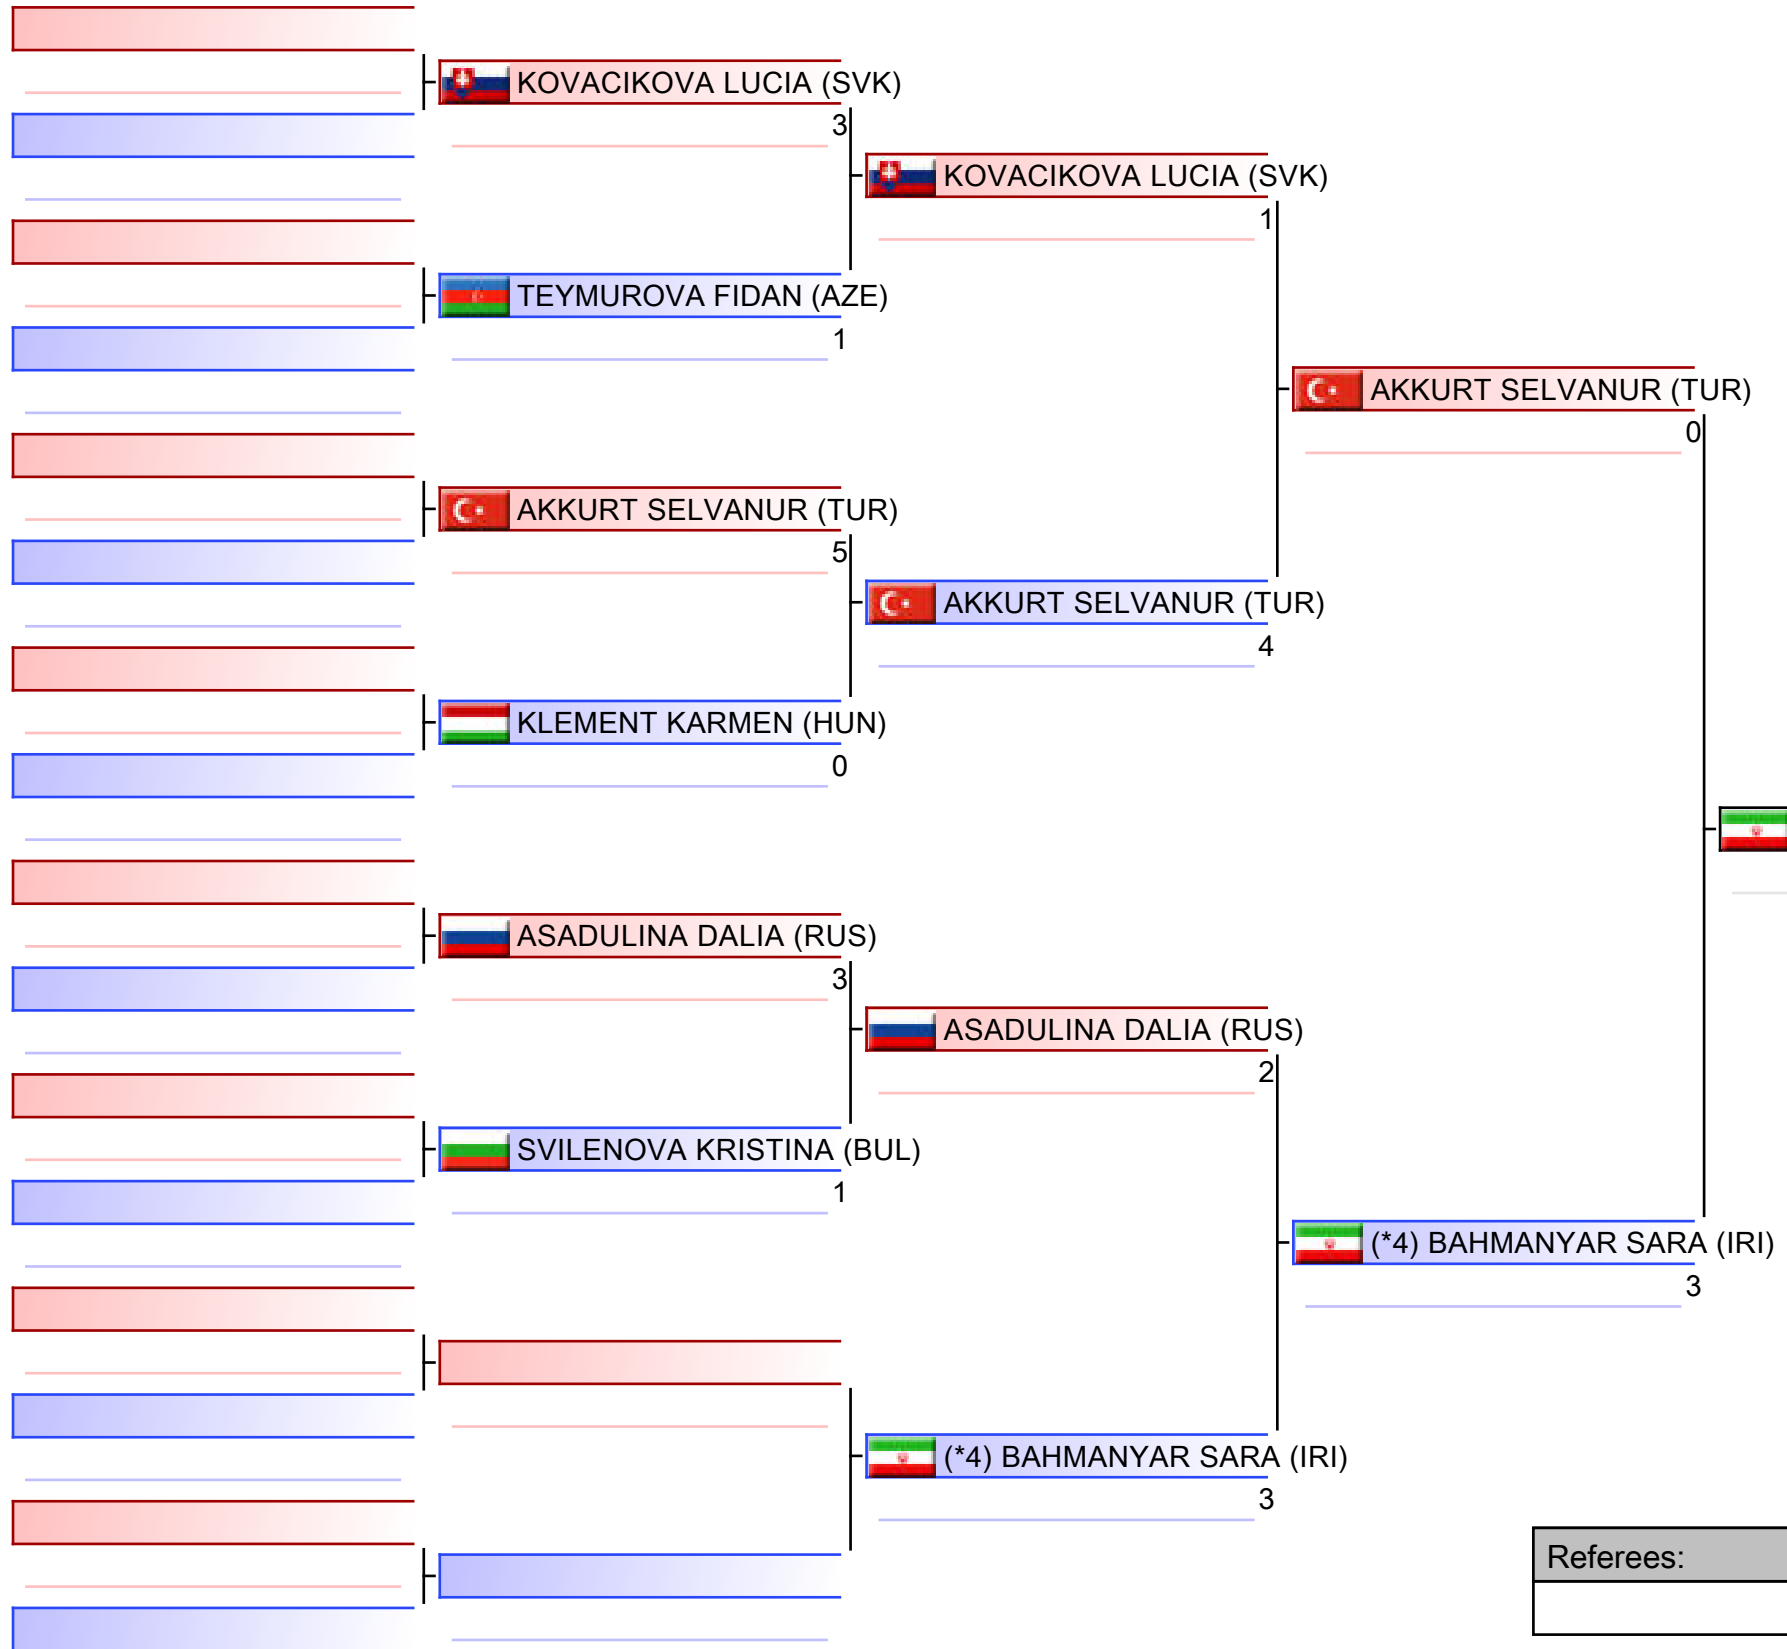 KOVACIKOVA LUCIA (SVK)
3
TEYMUROVA FIDAN (AZE)
1
AKKURT SELVANUR (TUR)
5
KLEMENT KARMEN (HUN)
0
ASADULINA DALIA (RUS)
3
SVILENOVA KRISTINA (BUL)
1
KOVACIKOVA LUCIA (SVK)
1
AKKURT SELVANUR (TUR)
4
ASADULINA DALIA (RUS)
2
(*4) BAHMANYAR SARA (IRI)
3
AKKURT SELVANUR (TUR)
0
(*4) BAHMANYAR SARA (IRI)
3
Referees: